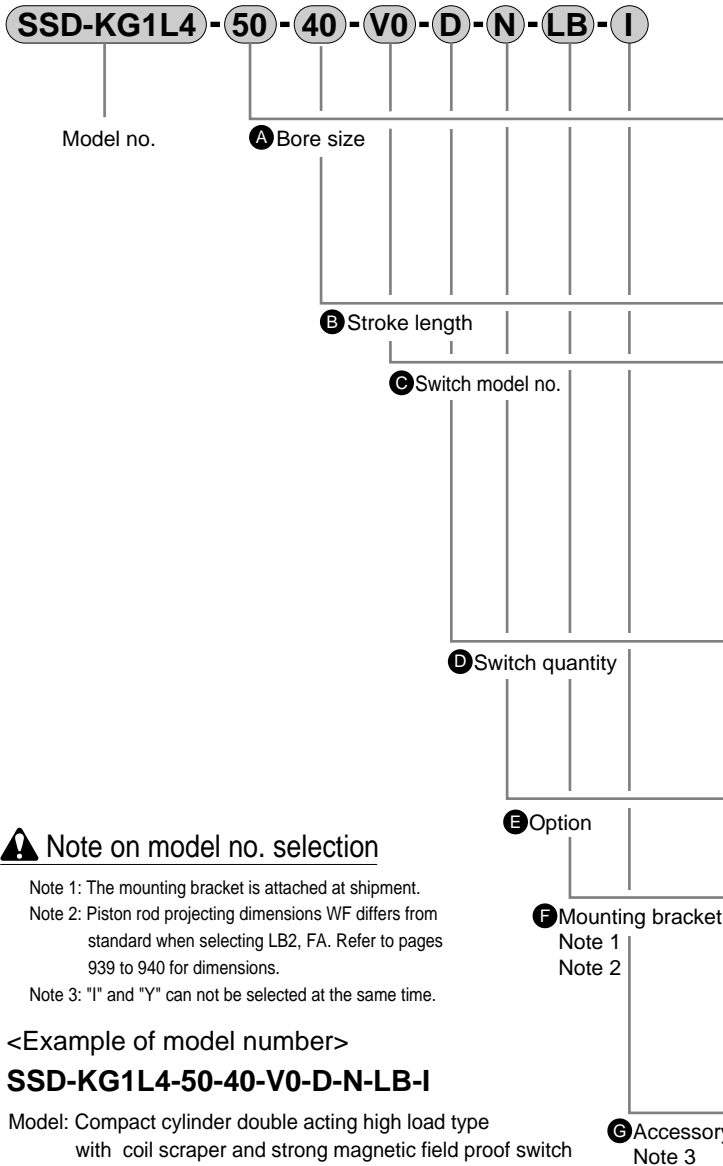 SSD-KG1L4-50-40-V0-D-N-LB-I
Model no.
A Bore size
B Stroke length
C Switch model no.
D Switch quantity
E Option
Note on model no. selection
Note 1: The mounting bracket is attached at shipment.
Note 2: Piston rod projecting dimensions WF differs from
standard when selecting LB2, FA. Refer to pages
939 to 940 for dimensions.
Note 3: "I" and "Y" can not be selected at the same time.
F Mounting bracket
Note 1
Note 2
<Example of model number>
SSD-KG1L4-50-40-V0-D-N-LB-I
Model: Compact cylinder double acting high load type
with coil scraper and strong magnetic field proof switch
G Accessory
Note 3